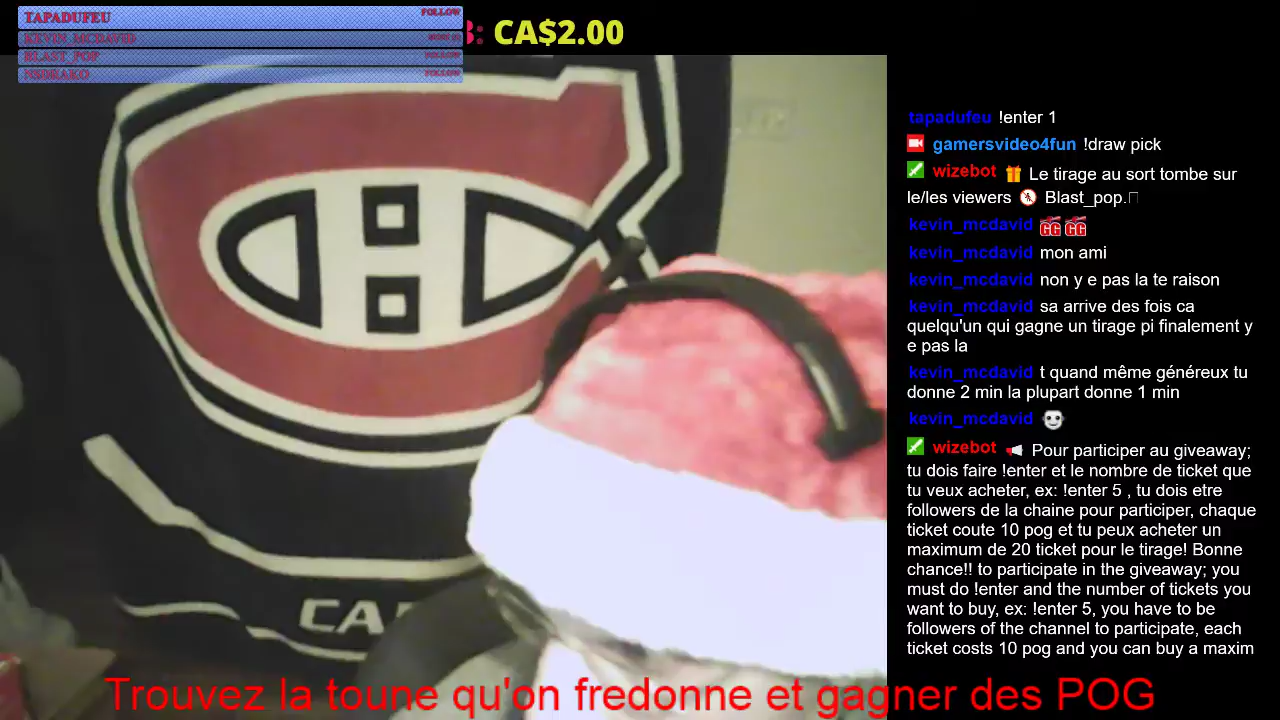 TAPADUFEU FOLLOW
KEVIN_MCDAVID
BLAST_POP FOLLOW
NSDRAKO FOLLOW
: CA$2.00
tapadufeu !enter 1
gamersvideo4fun !draw pick
wizebot Le tirage au sort tombe sur
le/les viewers Blast_pop.
kevin_mcdavid GG GG
kevin_mcdavid mon ami
kevin_mcdavid non y e pas la te raison
kevin_mcdavid sa arrive des fois ca
quelqu'un qui gagne un tirage pi finalement y
e pas la
kevin_mcdavid t quand même généreux tu
donne 2 min la plupart donne 1 min
kevin_mcdavid
wizebot Pour participer au giveaway;
tu dois faire !enter et le nombre de ticket que
tu veux acheter, ex: !enter 5 , tu dois etre
followers de la chaine pour participer, chaque
ticket coute 10 pog et tu peux acheter un
maximum de 20 ticket pour le tirage! Bonne
chance!! to participate in the giveaway; you
must do !enter and the number of tickets you
want to buy, ex: !enter 5, you have to be
followers of the channel to participate, each
ticket costs 10 pog and you can buy a maxim
CA
Trouvez la toune qu'on fredonne et gagner des POG